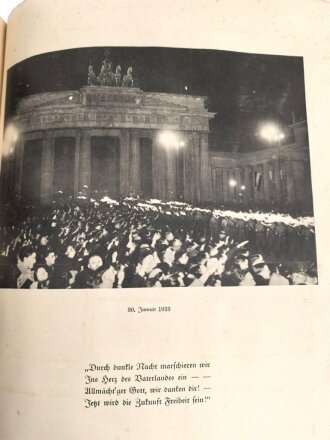 30. Januar 1933
„Durch dunkle Nacht marschieren wir
Ins Herz des Vaterlandes ein — —
Allmächt'ger Gott, wir danken dir! —
Jetzt wird die Zukunft Freiheit sein!“